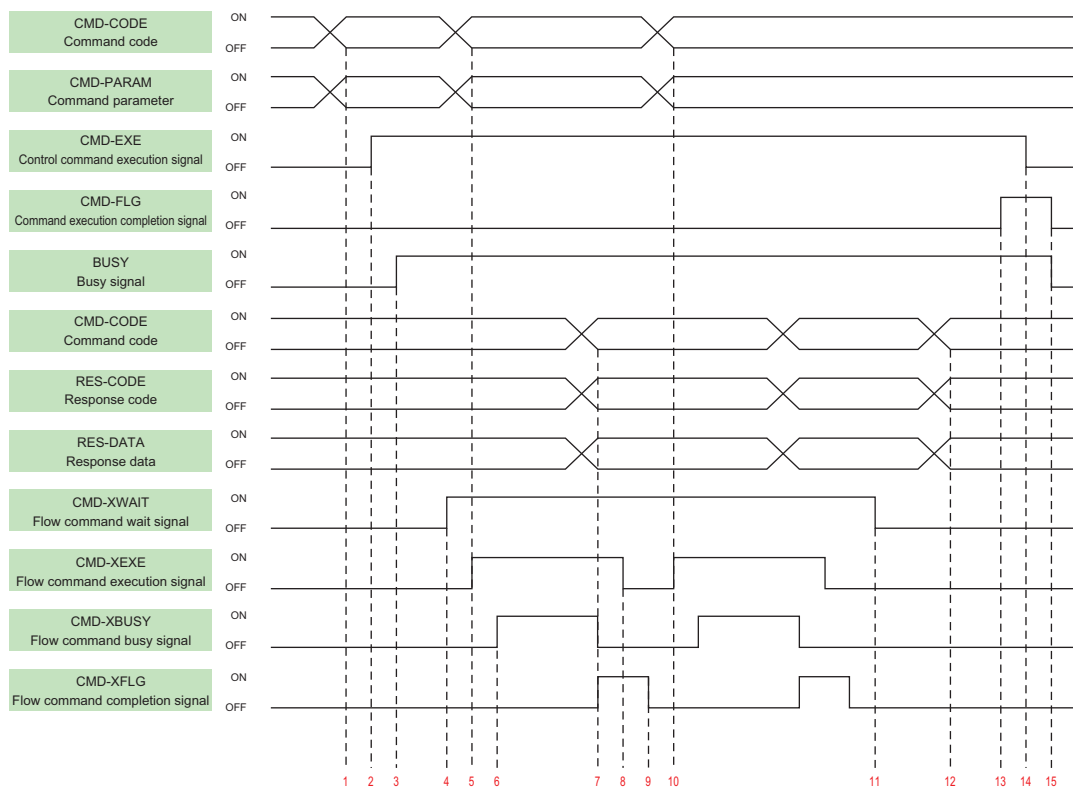 CMD-CODE
Command code
ON
OFF
CMD-PARAM
Command parameter
ON
OFF
CMD-EXE
Control command execution signal
ON
OFF
CMD-FLG
Command execution completion signal
ON
OFF
BUSY
Busy signal
ON
OFF
CMD-CODE
Command code
ON
OFF
RES-CODE
Response code
ON
OFF
RES-DATA
Response data
ON
OFF
CMD-XWAIT
Flow command wait signal
ON
OFF
CMD-XEXE
Flow command execution signal
ON
OFF
CMD-XBUSY
Flow command busy signal
ON
OFF
CMD-XFLG
Flow command completion signal
ON
OFF
1 2 3 4 5 6 7 8 9 10 11 12 13 14 15